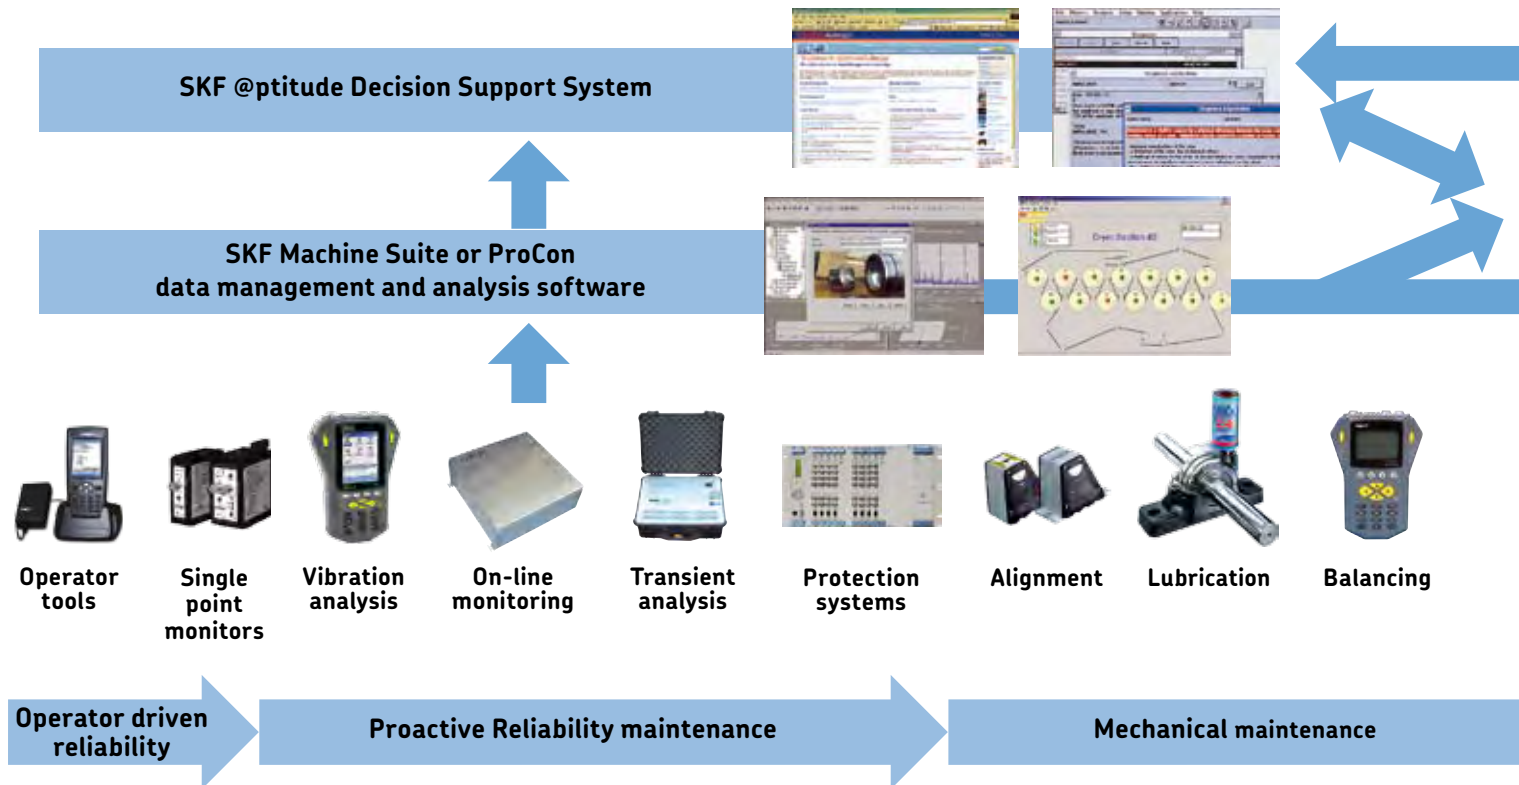 SKF @ptitude Decision Support System
SKF Machine Suite or ProCon
data management and analysis software
Operator
tools
Single
point
monitors
Vibration
analysis
On-line
monitoring
Transient
analysis
Protection
systems
Alignment
Lubrication
Balancing
Operator driven
reliability
Proactive Reliability maintenance
Mechanical maintenance